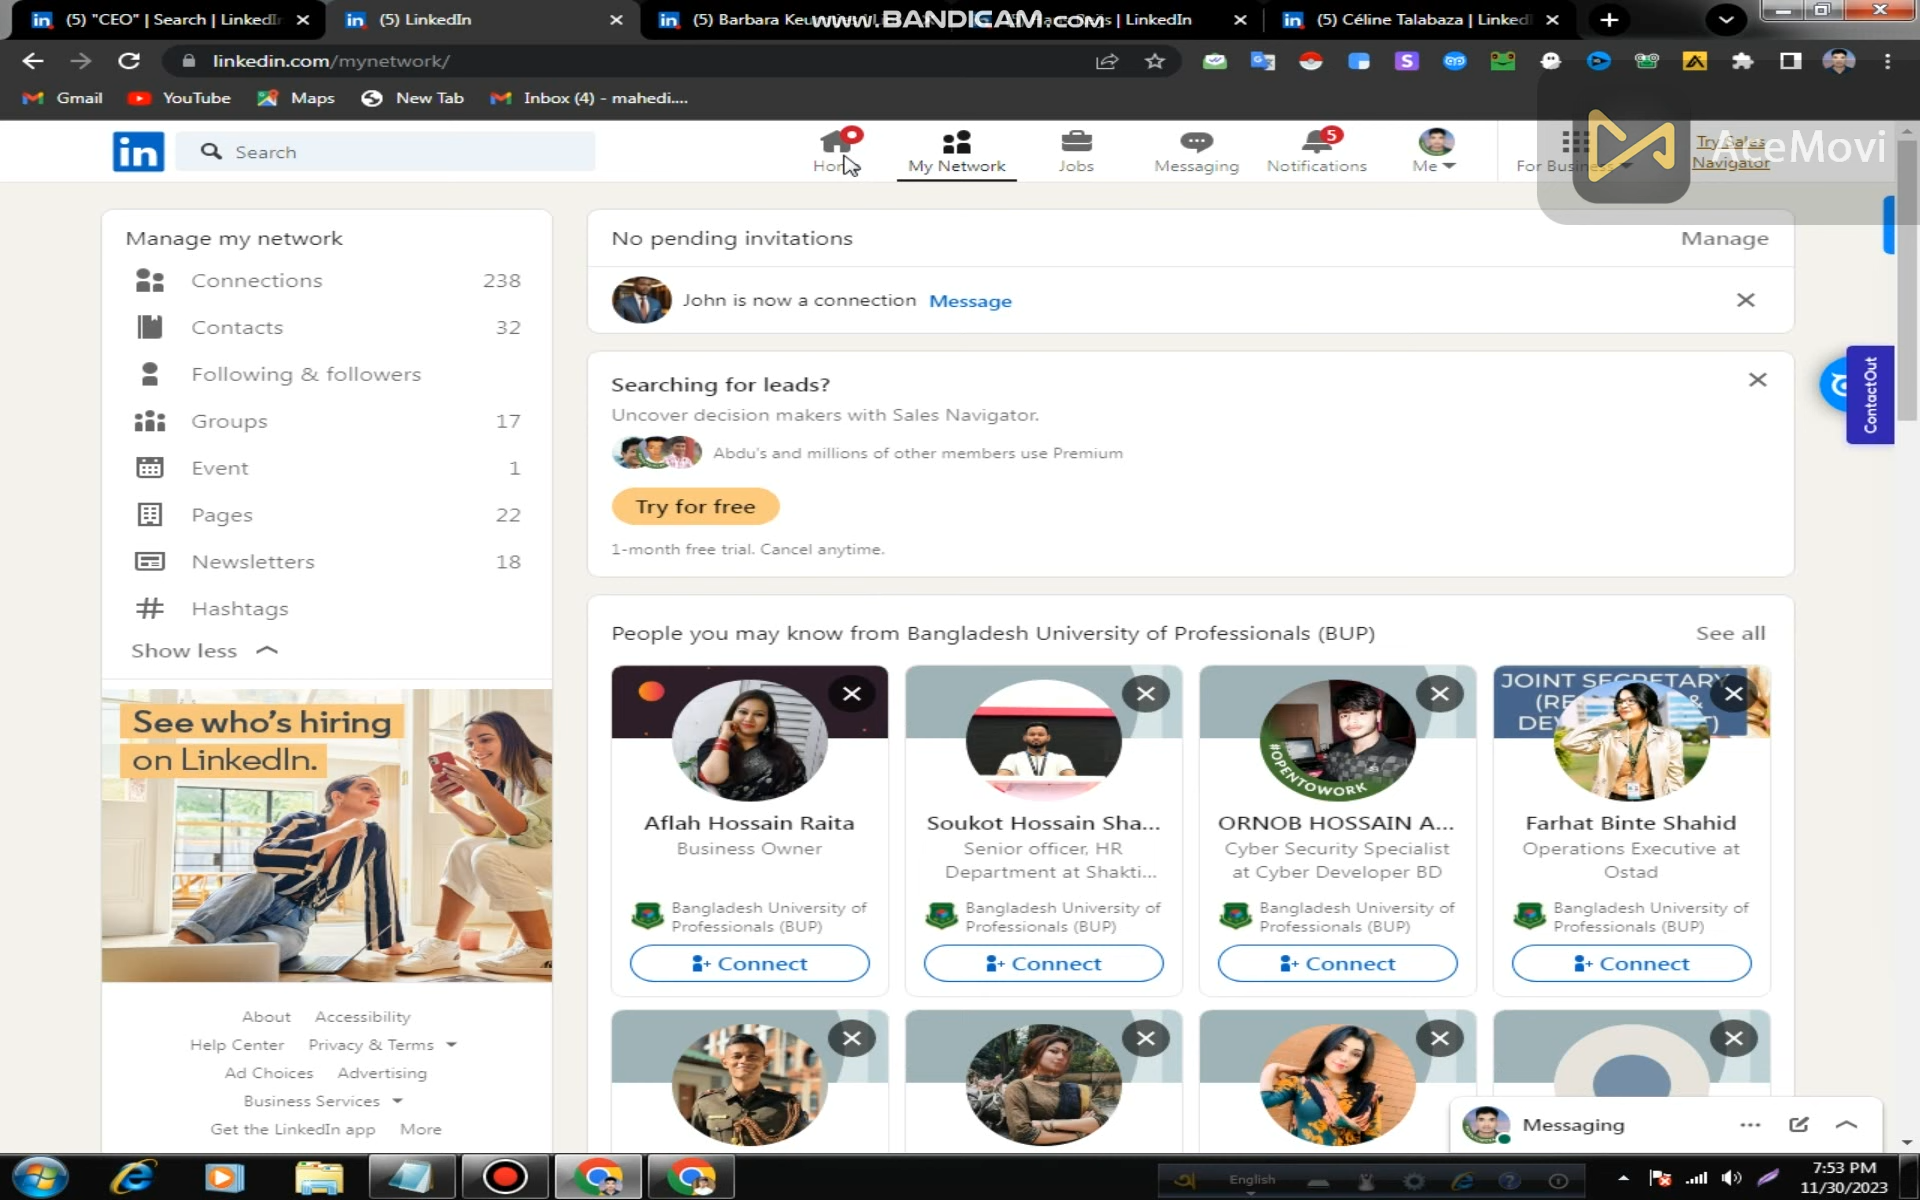 (5) "CEO" | Search | LinkedIn
(5) LinkedIn
(5) Barbara
www.BANDICAM.com
| LinkedIn
(5) Céline Talabaza | LinkedI
linkedin.com/mynetwork/
Gmail
YouTube
Maps
New Tab
Inbox (4) - mahedi....
in
Search
Home
My Network
Jobs
Messaging
5
Notifications
Me
For Business
Try Sales
Navigator
AceMovi
Manage my network
Connections 238
Contacts 32
Following & followers
Groups 17
Event 1
Pages 22
Newsletters 18
Hashtags
Show less
See who's hiring
on LinkedIn.
About Accessibility
Help Center Privacy & Terms
Ad Choices Advertising
Business Services
Get the LinkedIn app More
No pending invitations
Manage
John is now a connection Message
Searching for leads?
Uncover decision makers with Sales Navigator.
Abdu's and millions of other members use Premium
Try for free
1-month free trial. Cancel anytime.
ContactOut
People you may know from Bangladesh University of Professionals (BUP)
See all
Aflah Hossain Raita
Business Owner
Bangladesh University of
Professionals (BUP)
Connect
Soukot Hossain Sha...
Senior officer, HR
Department at Shakti...
Bangladesh University of
Professionals (BUP)
Connect
#OPENTOWORK
ORNOB HOSSAIN A...
Cyber Security Specialist
at Cyber Developer BD
Bangladesh University of
Professionals (BUP)
Connect
JOINT SECRETARY
Farhat Binte Shahid
Operations Executive at
Ostad
Bangladesh University of
Professionals (BUP)
Connect
Messaging
English
7:53 PM
11/30/2023